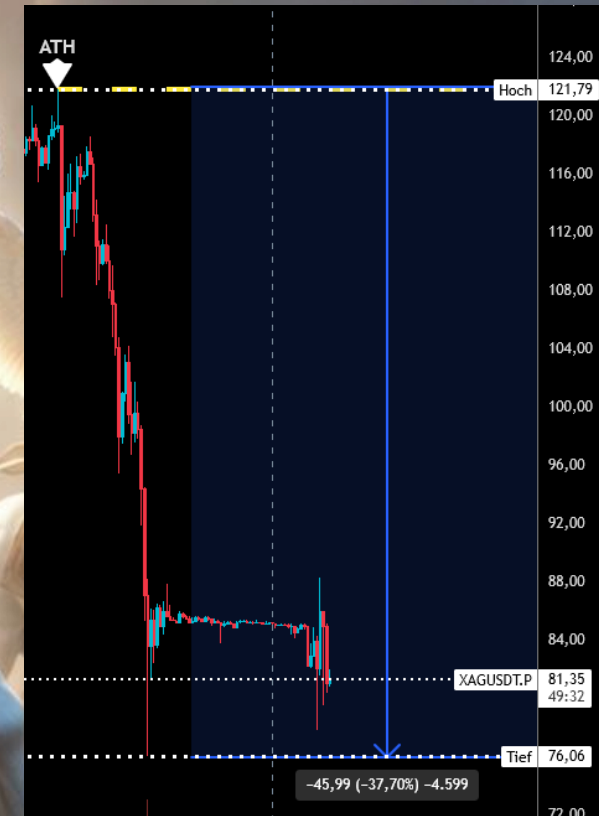 ATH
124,00
Hoch 121,79
120,00
116,00
112,00
108,00
104,00
100,00
96,00
92,00
88,00
84,00
XAGUSDT.P 81,35
49:32
Tief 76,06
−45,99 (−37,70%) −4.599
72,00